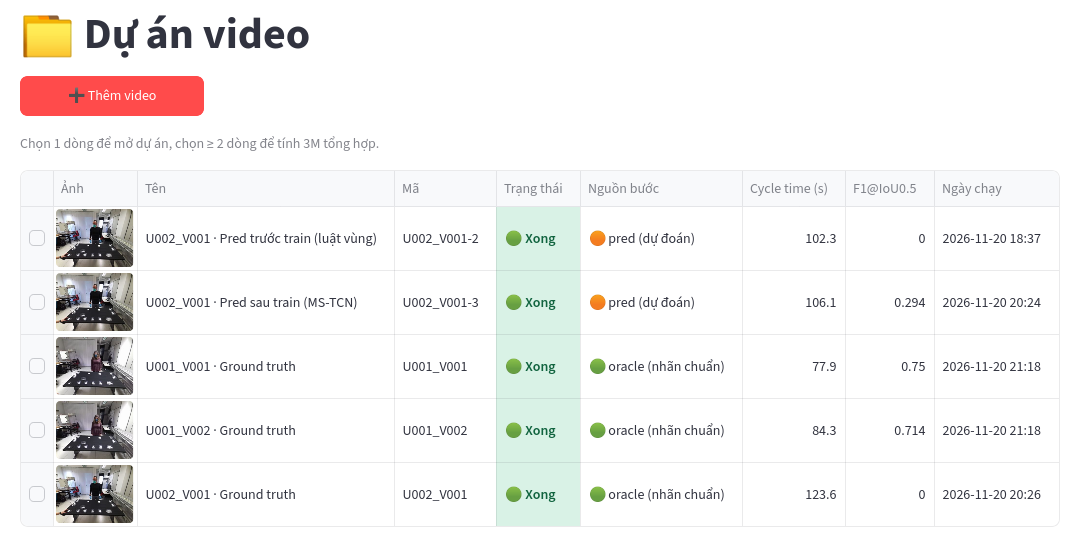 Dự án video
➕ Thêm video
Chọn 1 dòng để mở dự án, chọn ≥ 2 dòng để tính 3M tổng hợp.
Ảnh Tên Mã Trạng thái Nguồn bước Cycle time (s) F1@IoU0.5 Ngày chạy
U002_V001 · Pred trước train (luật vùng) U002_V001-2 Xong pred (dự đoán) 102.3 0 2026-11-20 18:37
U002_V001 · Pred sau train (MS-TCN) U002_V001-3 Xong pred (dự đoán) 106.1 0.294 2026-11-20 20:24
U001_V001 · Ground truth U001_V001 Xong oracle (nhãn chuẩn) 77.9 0.75 2026-11-20 21:18
U001_V002 · Ground truth U001_V002 Xong oracle (nhãn chuẩn) 84.3 0.714 2026-11-20 21:18
U002_V001 · Ground truth U002_V001 Xong oracle (nhãn chuẩn) 123.6 0 2026-11-20 20:26